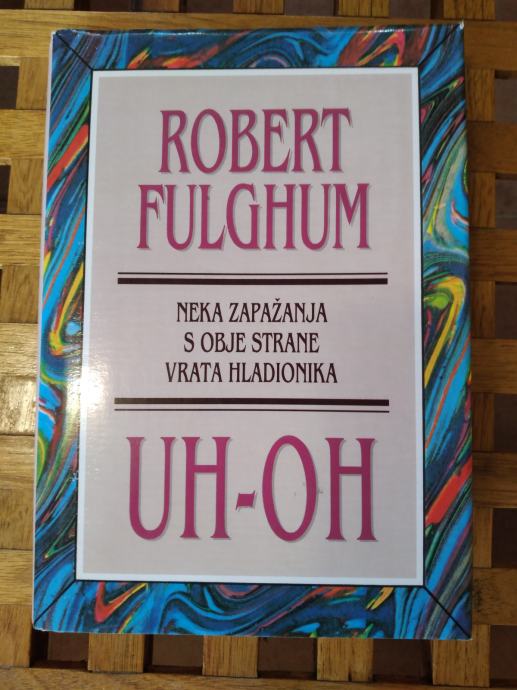 ROBERT
FULGHUM
NEKA ZAPAŽANJA
S OBJE STRANE
VRATA HLADIONIKA
UH-OH